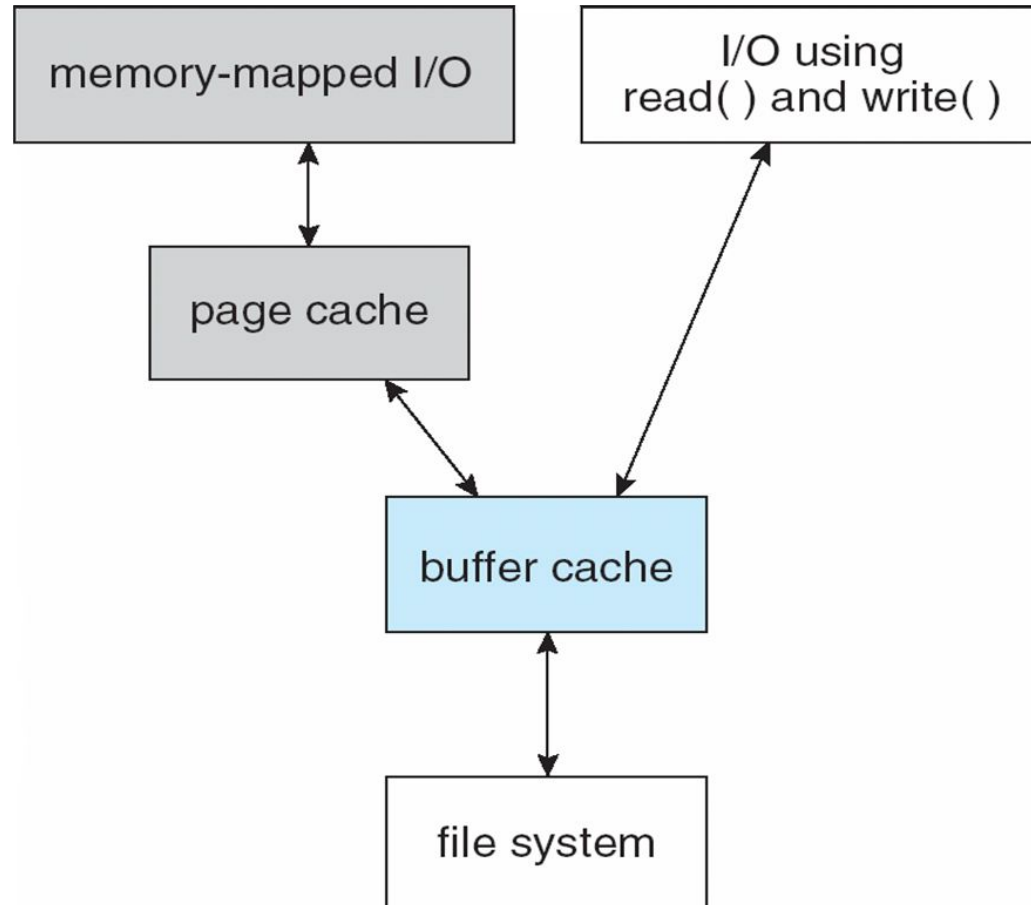 memory-mapped I/O
I/O using
read( ) and write( )
page cache
buffer cache
file system